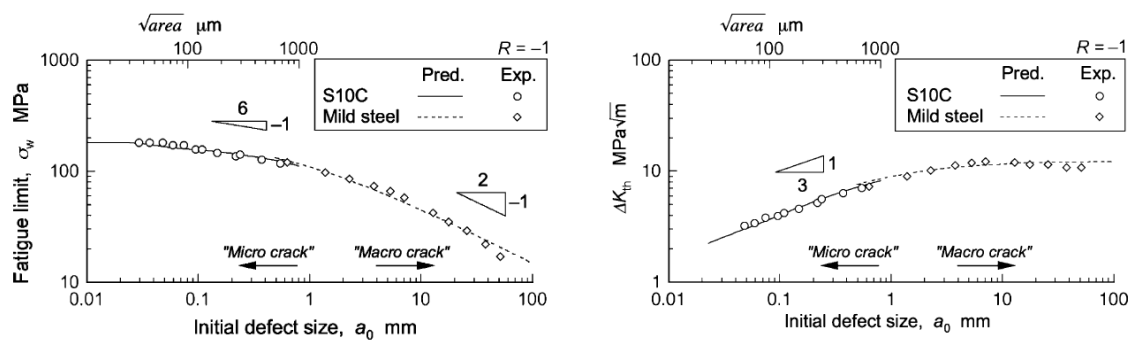 √area μm
100 1000 R = −1
1000
Pred. Exp.
S10C
Mild steel
6
−1
100
2
−1
"Micro crack" "Macro crack"
10
0.01 0.1 1 10 100
Fatigue limit, σw MPa
Initial defect size, a0 mm
√area μm
100 1000 R = −1
100
Pred. Exp.
S10C
Mild steel
1
3
10
"Micro crack" "Macro crack"
1
0.01 0.1 1 10 100
ΔKth MPa√m
Initial defect size, a0 mm